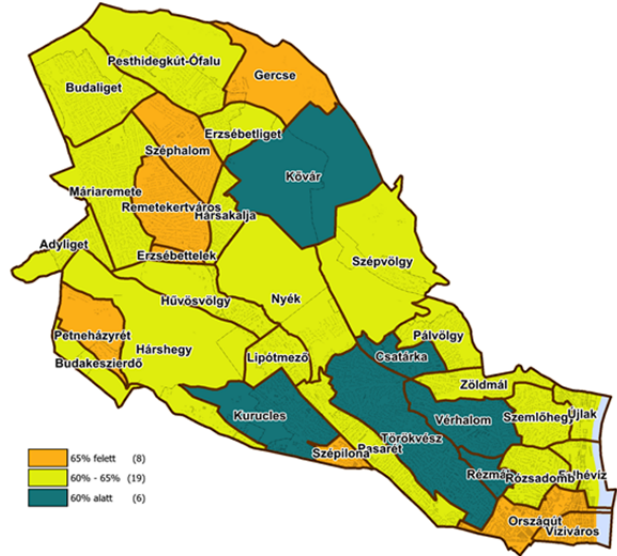 Pesthidegkút-Ófalu
Gercse
Budaliget
Erzsébetliget
Széphalom
Kővár
Máriaremete
Remetekertváros
Hársakalja
Adyliget
Erzsébettelek
Szépvölgy
Hűvösvölgy
Nyék
Petneházyrét
Pálvölgy
Hárshegy
Lipótmező
Csatárka
Budakeszierdő
Zöldmál
Kurucles
Vérhalom
Szemlőhegy
Újlak
Törökvész
Pasarét
Szépilona
Rézmál
Rózsadomb
Felhévíz
Országút
Víziváros
65% felett (8)
60% - 65% (19)
60% alatt (6)